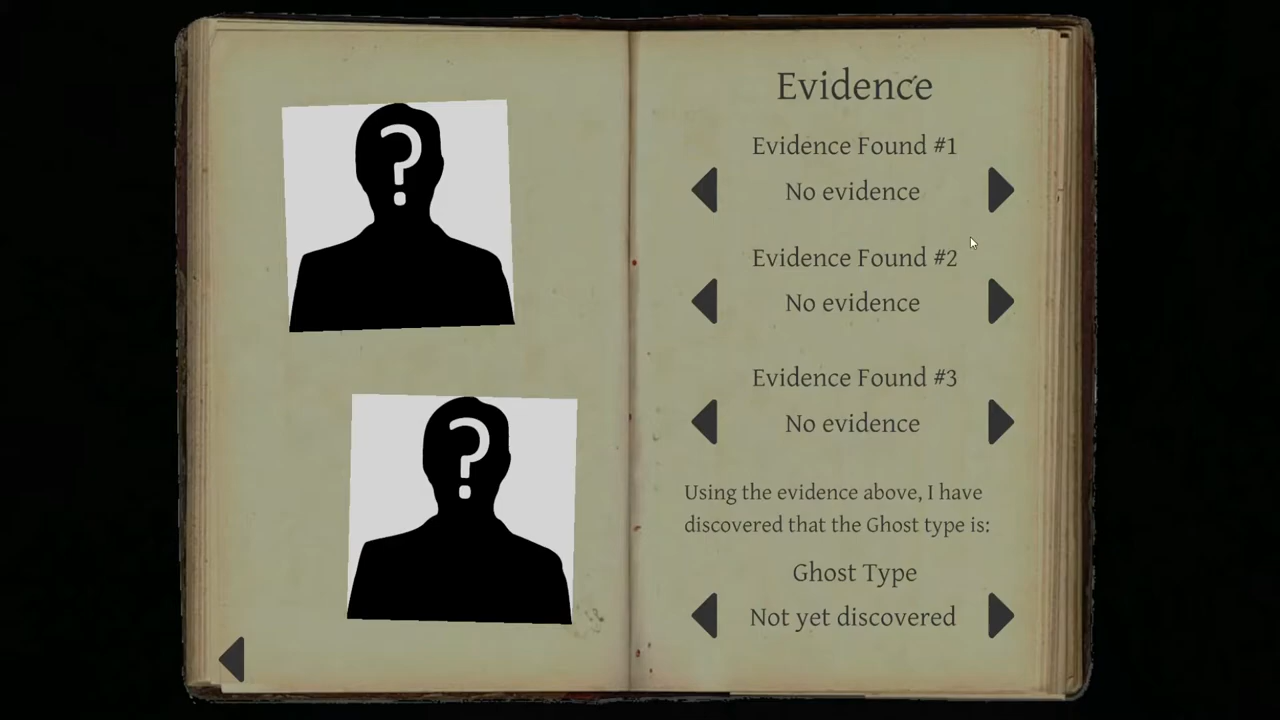 ?
?
Evidence
Evidence Found #1
No evidence
Evidence Found #2
No evidence
Evidence Found #3
No evidence
Using the evidence above, I have
discovered that the Ghost type is:
Ghost Type
Not yet discovered